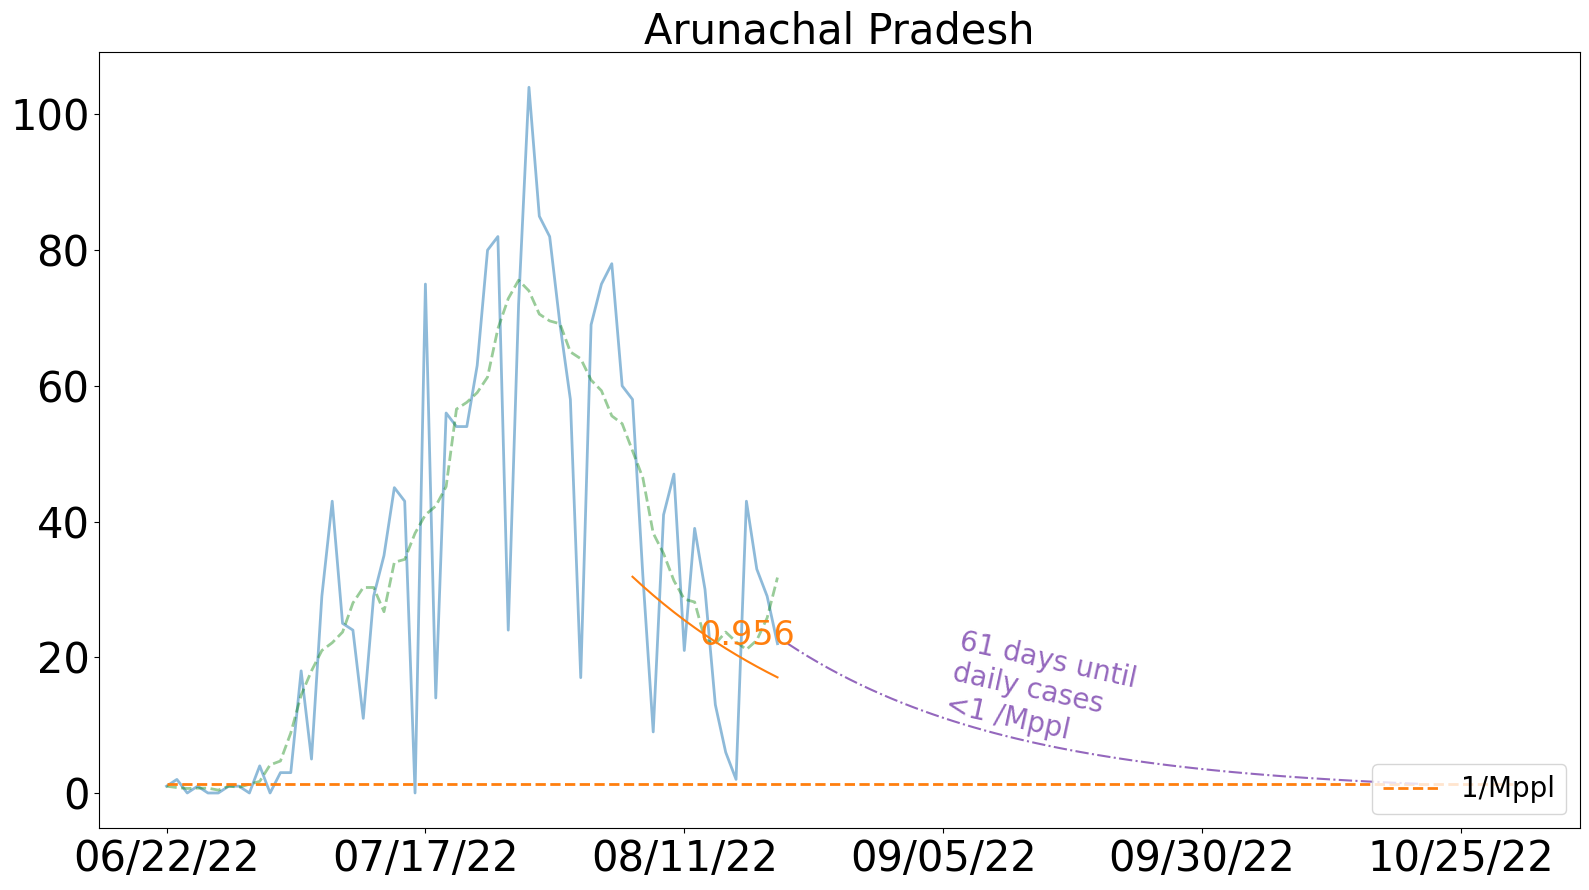 Arunachal Pradesh
100
80
60
40
20
0
0.956
61 days until
daily cases
<1 /Mppl
1/Mppl
06/22/22
07/17/22
08/11/22
09/05/22
09/30/22
10/25/22